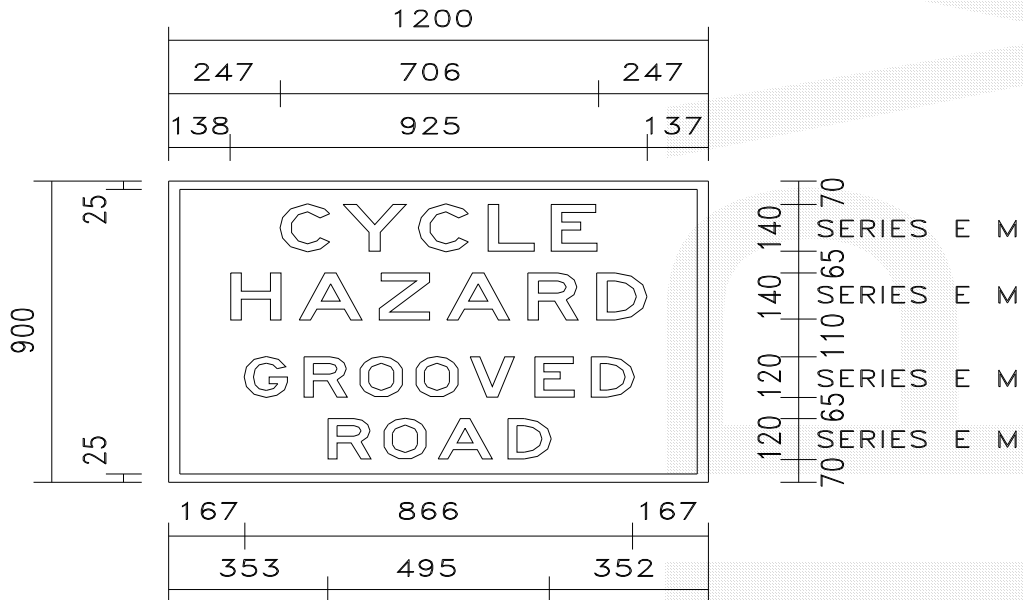 1200
247 706 247
138 925 137
25 70
CYCLE 140 SERIES E M
65
HAZARD 140 SERIES E M
900 110
GROOVED 120 SERIES E M
65
ROAD 120 SERIES E M
25 70
167 866 167
353 495 352